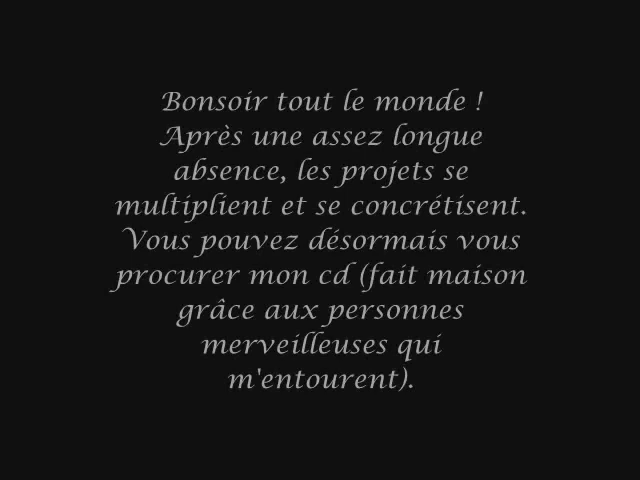 Bonsoir tout le monde !
Après une assez longue
absence, les projets se
multiplient et se concrétisent.
Vous pouvez désormais vous
procurer mon cd (fait maison
grâce aux personnes
merveilleuses qui
m'entourent).